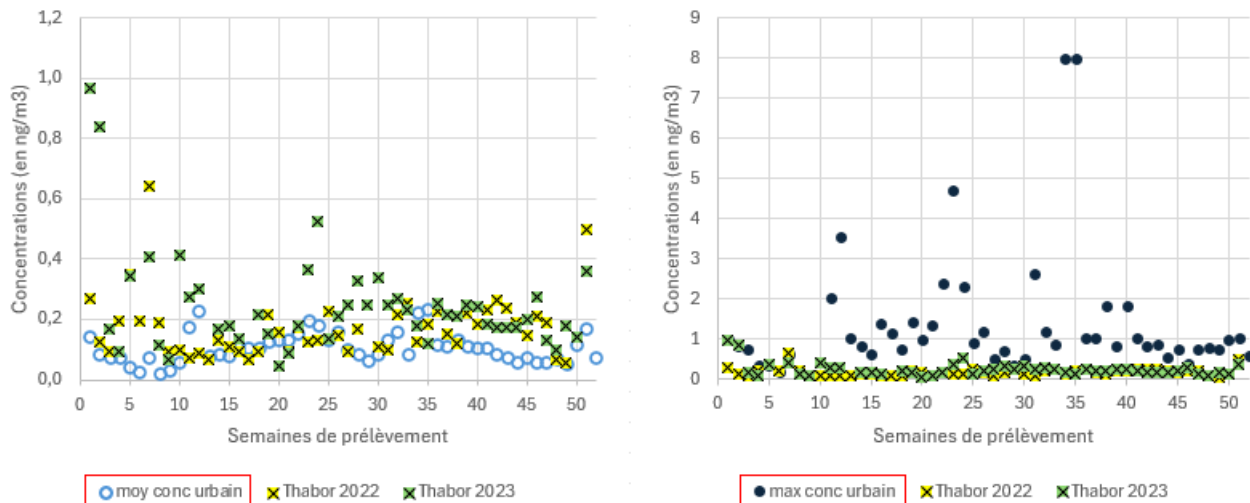 1,2
1,0
0,8
0,6
0,4
0,2
0,0
Concentrations (en ng/m3)
0 5 10 15 20 25 30 35 40 45 50
Semaines de prélèvement
moy conc urbain Thabor 2022 Thabor 2023
9
8
7
6
5
4
3
2
1
0
Concentrations (en ng/m3)
0 5 10 15 20 25 30 35 40 45 50
Semaines de prélèvement
max conc urbain Thabor 2022 Thabor 2023